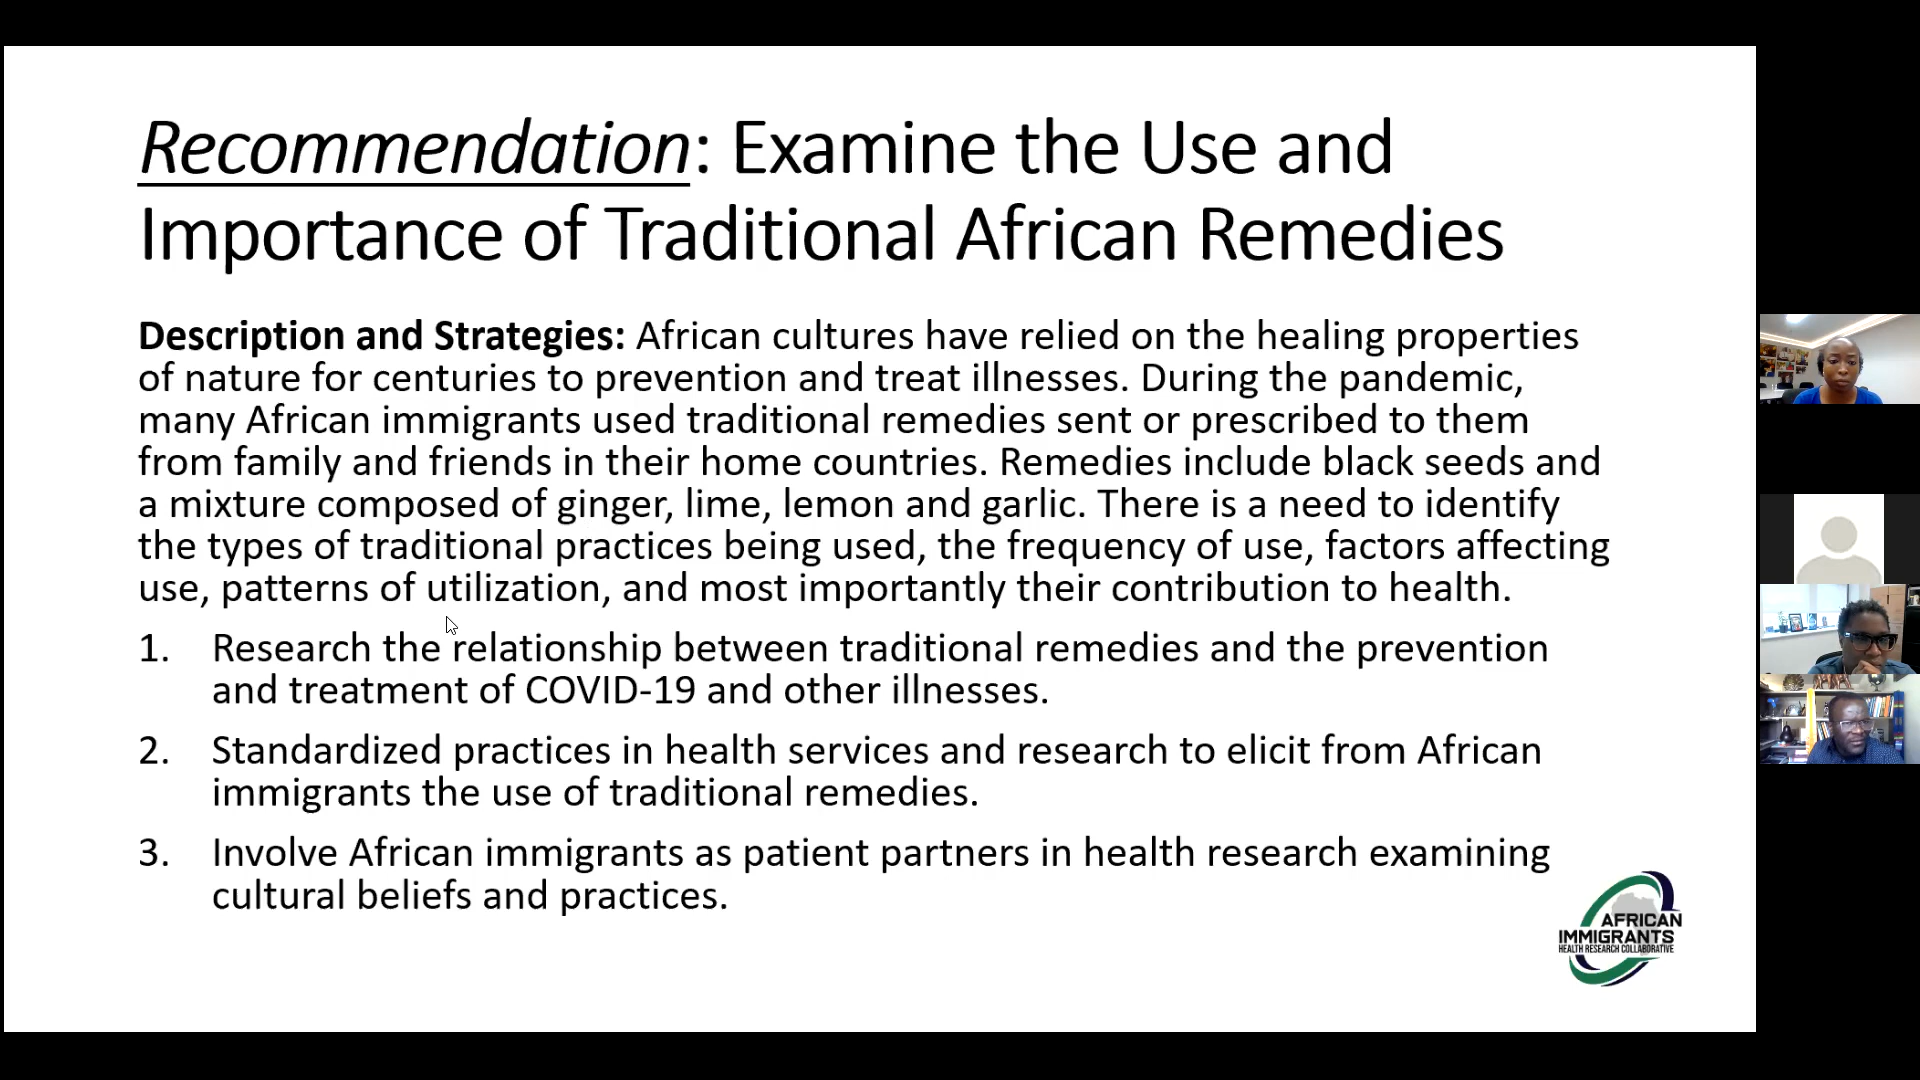 Recommendation: Examine the Use and
Importance of Traditional African Remedies
Description and Strategies: African cultures have relied on the healing properties
of nature for centuries to prevention and treat illnesses. During the pandemic,
many African immigrants used traditional remedies sent or prescribed to them
from family and friends in their home countries. Remedies include black seeds and
a mixture composed of ginger, lime, lemon and garlic. There is a need to identify
the types of traditional practices being used, the frequency of use, factors affecting
use, patterns of utilization, and most importantly their contribution to health.
1. Research the relationship between traditional remedies and the prevention
and treatment of COVID-19 and other illnesses.
2. Standardized practices in health services and research to elicit from African
immigrants the use of traditional remedies.
3. Involve African immigrants as patient partners in health research examining
cultural beliefs and practices.
AFRICAN
IMMIGRANTS
HEALTH RESEARCH COLLABORATIVE